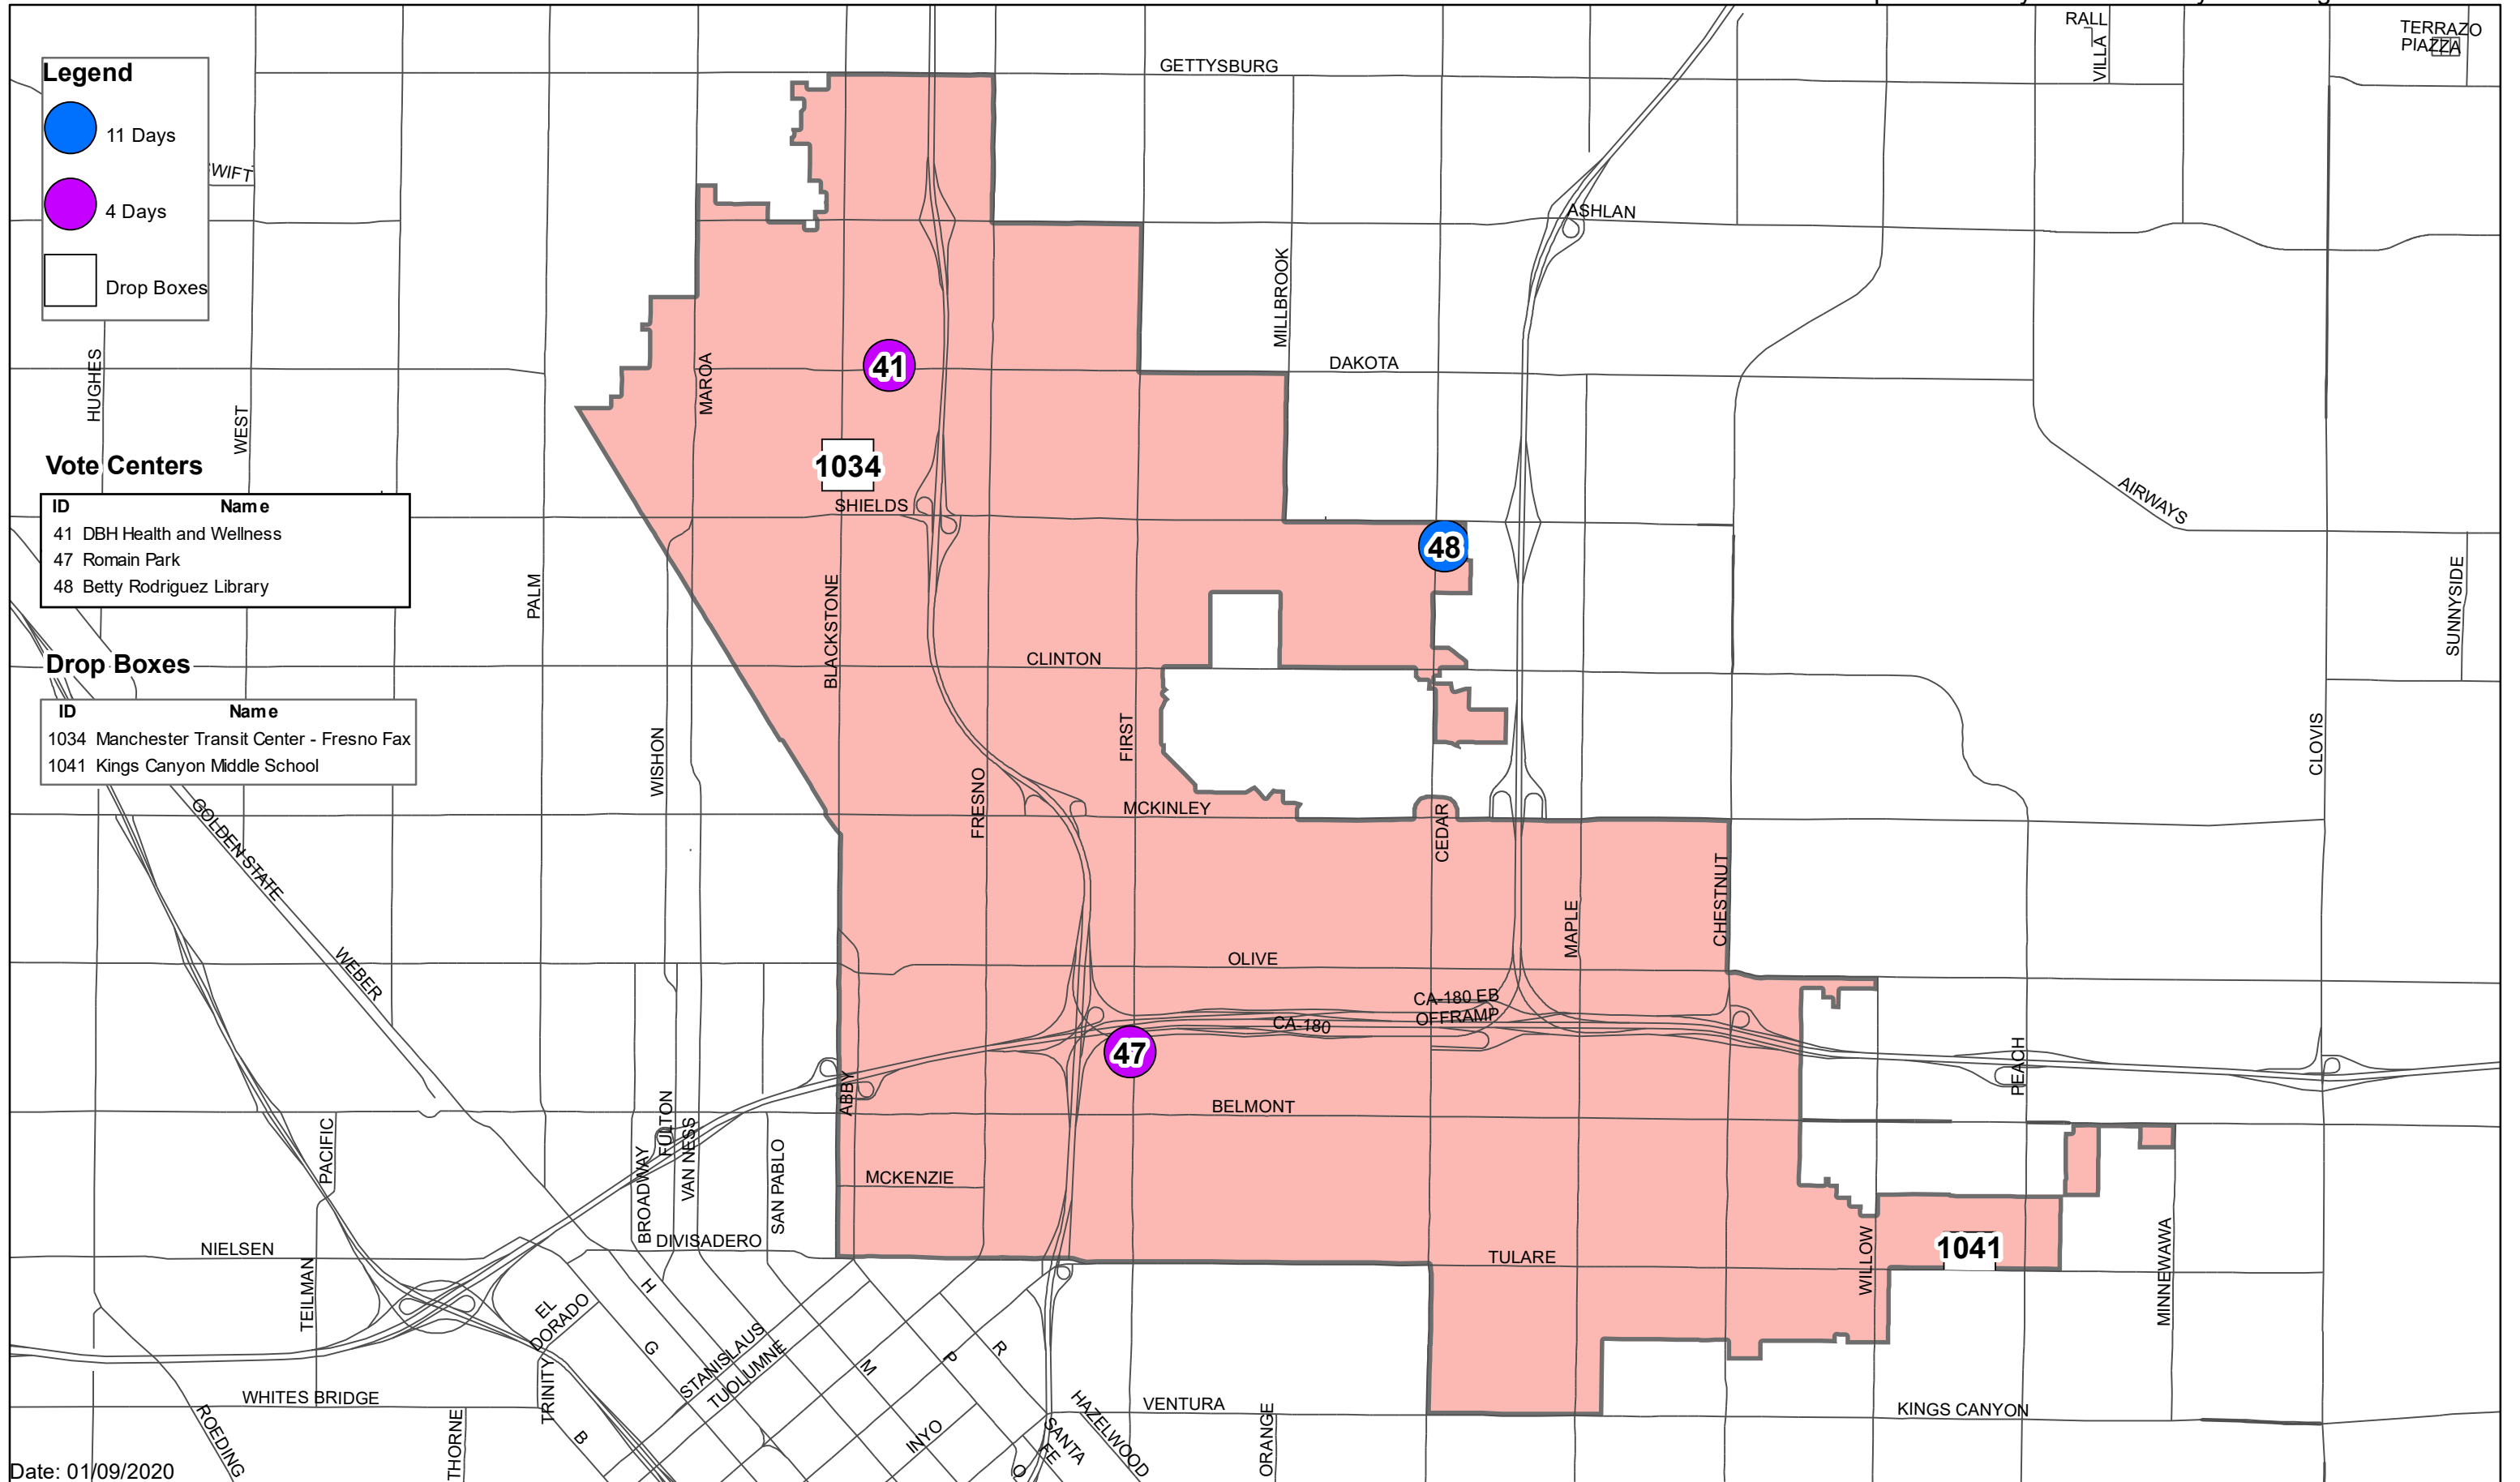 RALL
VILLA
TERRAZO
PIAZZA
GETTYSBURG
Legend
11 Days
4 Days
Drop Boxes
ASHLAN
MILLBROOK
DAKOTA
HUGHES
WEST
MAROA
41
1034
SHIELDS
48
AIRWAYS
Vote Centers
ID Name
41 DBH Health and Wellness
47 Romain Park
48 Betty Rodriguez Library
PALM
BLACKSTONE
SUNNYSIDE
CLINTON
Drop Boxes
ID Name
1034 Manchester Transit Center - Fresno Fax
1041 Kings Canyon Middle School
WISHON
FIRST
CLOVIS
FRESNO
MCKINLEY
CEDAR
GOLDEN STATE
CHESTNUT
MAPLE
WEBER
OLIVE
CA-180 EB
OFFRAMP
CA-180
47
PEACH
ABBY
BELMONT
FULTON
VAN NESS
BROADWAY
SAN PABLO
PACIFIC
MCKENZIE
NIELSEN
DIVISADERO
TULARE
WILLOW
1041
MINNEWAWA
TEILMAN
EL
DORADO
H
G
STANISLAUS
TUOLUMNE
M
P
R
WHITES BRIDGE
TRINITY
VENTURA
KINGS CANYON
ROEDING
THORNE
B
INYO
O
SANTA
FE
HAZELWOOD
ORANGE
Date: 01/09/2020